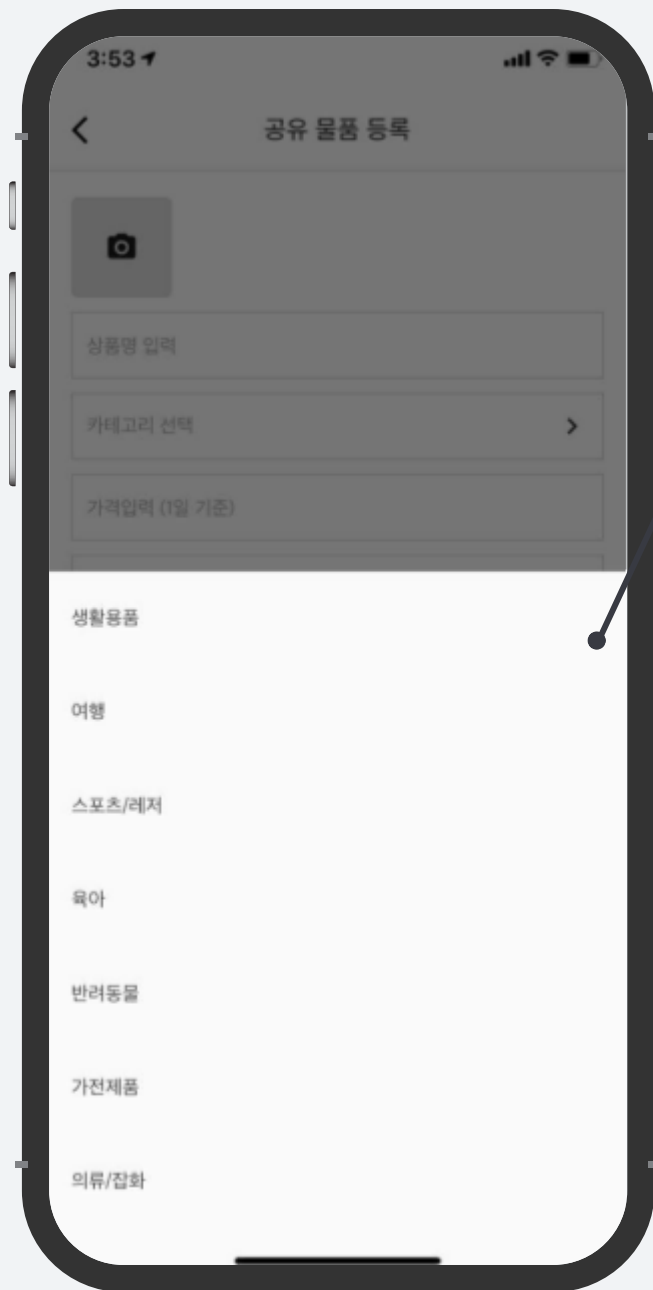 3:53
공유 물품 등록
상품명 입력
카테고리 선택
가격입력 (1일 기준)
생활용품
여행
스포츠/레저
육아
반려동물
가전제품
의류/잡화